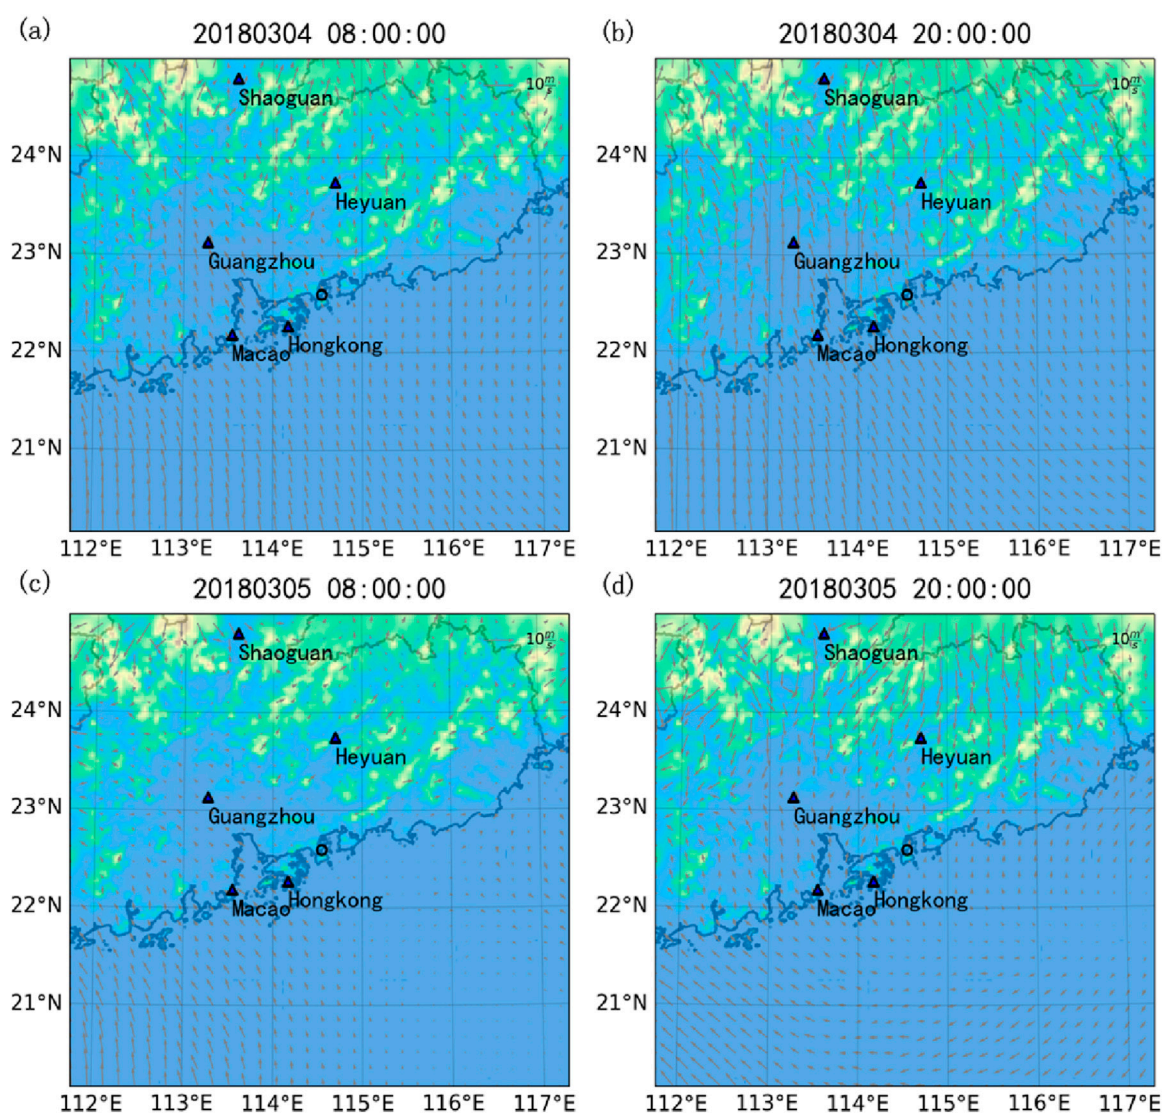 (a) 20180304 08:00:00
10 m/s
Shaoguan
24°N
Heyuan
23°N
Guangzhou
22°N
Macao
Hongkong
21°N
112°E 113°E 114°E 115°E 116°E 117°E
(b) 20180304 20:00:00
10 m/s
Shaoguan
24°N
Heyuan
23°N
Guangzhou
22°N
Macao
Hongkong
21°N
112°E 113°E 114°E 115°E 116°E 117°E
(c) 20180305 08:00:00
10 m/s
Shaoguan
24°N
Heyuan
23°N
Guangzhou
22°N
Macao
Hongkong
21°N
112°E 113°E 114°E 115°E 116°E 117°E
(d) 20180305 20:00:00
10 m/s
Shaoguan
24°N
Heyuan
23°N
Guangzhou
22°N
Macao
Hongkong
21°N
112°E 113°E 114°E 115°E 116°E 117°E